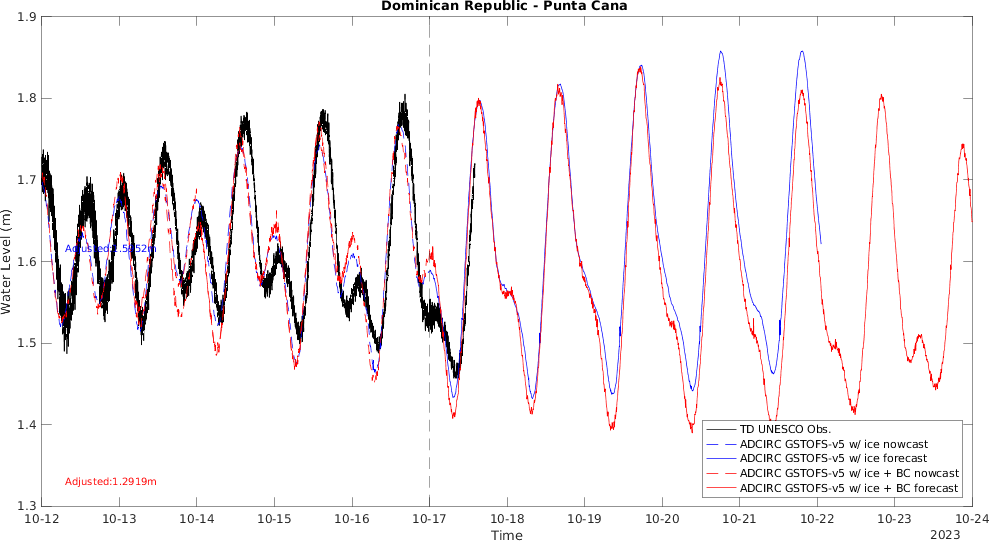 Dominican Republic - Punta Cana
1.9
1.8
1.7
1.6
1.5
1.4
1.3
Water Level (m)
Adjusted:1.2919m
TD UNESCO Obs.
ADCIRC GSTOFS-v5 w/ ice nowcast
ADCIRC GSTOFS-v5 w/ ice forecast
ADCIRC GSTOFS-v5 w/ ice + BC nowcast
ADCIRC GSTOFS-v5 w/ ice + BC forecast
10-12 10-13 10-14 10-15 10-16 10-17 10-18 10-19 10-20 10-21 10-22 10-23 10-24
Time
2023